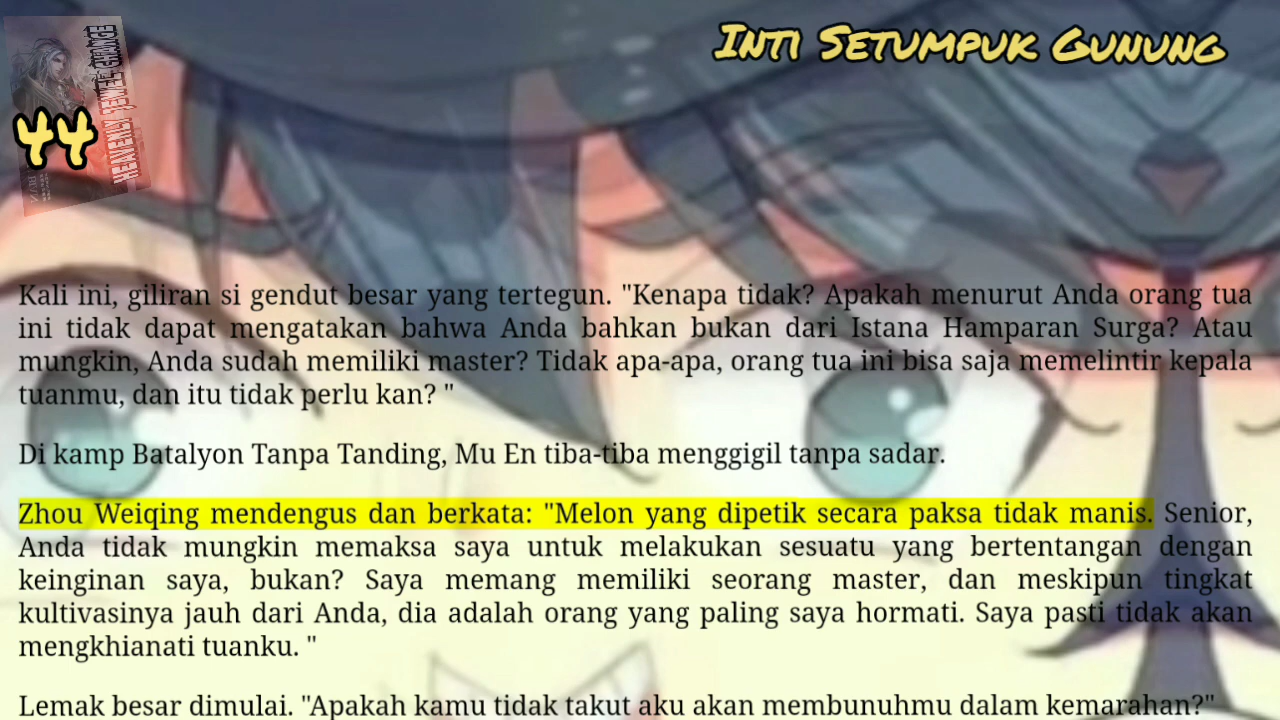 Inti Setumpuk Gunung
HEAVENLY JEWEL CHANGE
44
Kali ini, giliran si gendut besar yang tertegun. "Kenapa tidak? Apakah menurut Anda orang tua
ini tidak dapat mengatakan bahwa Anda bahkan bukan dari Istana Hamparan Surga? Atau
mungkin, Anda sudah memiliki master? Tidak apa-apa, orang tua ini bisa saja memelintir kepala
tuanmu, dan itu tidak perlu kan? "
Di kamp Batalyon Tanpa Tanding, Mu En tiba-tiba menggigil tanpa sadar.
Zhou Weiqing mendengus dan berkata: "Melon yang dipetik secara paksa tidak manis. Senior,
Anda tidak mungkin memaksa saya untuk melakukan sesuatu yang bertentangan dengan
keinginan saya, bukan? Saya memang memiliki seorang master, dan meskipun tingkat
kultivasinya jauh dari Anda, dia adalah orang yang paling saya hormati. Saya pasti tidak akan
mengkhianati tuanku. "
Lemak besar dimulai. "Apakah kamu tidak takut aku akan membunuhmu dalam kemarahan?"